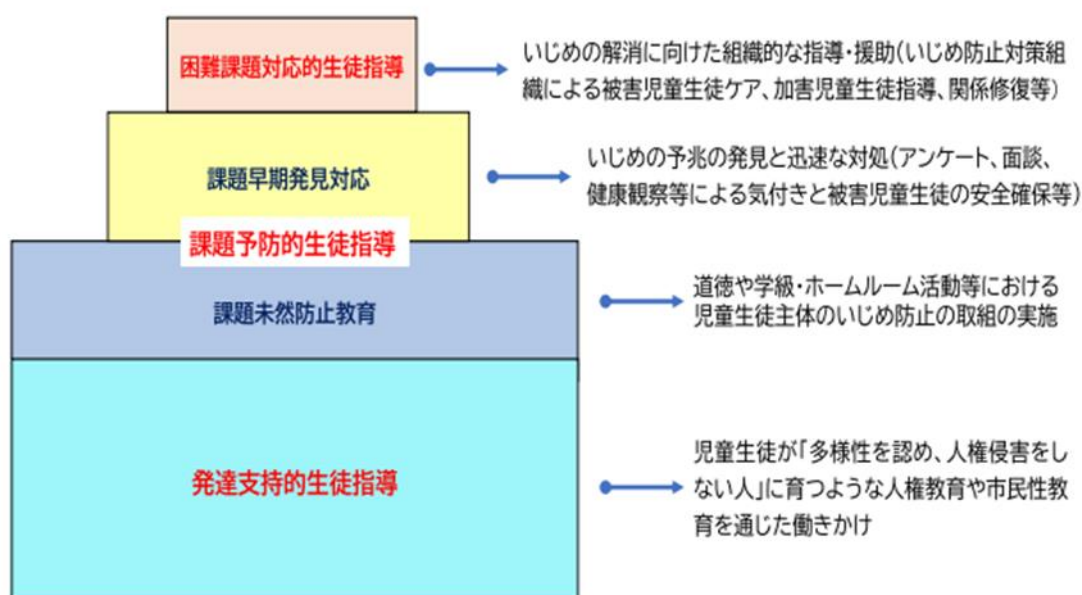 困難課題対応的生徒指導
いじめの解消に向けた組織的な指導・援助(いじめ防止対策組
織による被害児童生徒ケア、加害児童生徒指導、関係修復等)
課題早期発見対応
いじめの予兆の発見と迅速な対処(アンケート、面談、
健康観察等による気付きと被害児童生徒の安全確保等)
課題予防的生徒指導
課題未然防止教育
道徳や学級・ホームルーム活動等における
児童生徒主体のいじめ防止の取組の実施
発達支持的生徒指導
児童生徒が「多様性を認め、人権侵害をし
ない人」に育つような人権教育や市民性教
育を通じた働きかけ